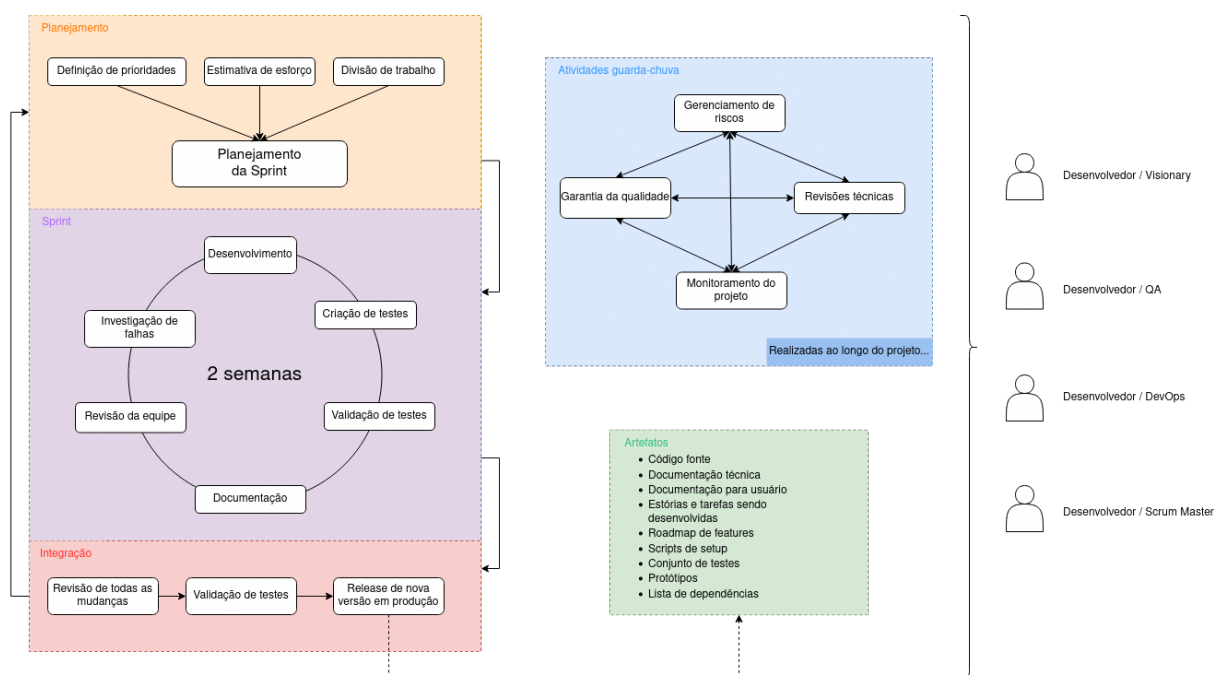 Planejamento
Definição de prioridades
Estimativa de esforço
Divisão de trabalho
Planejamento
da Sprint
Sprint
Desenvolvimento
Criação de testes
Investigação de
falhas
2 semanas
Revisão da equipe
Validação de testes
Documentação
Integração
Revisão de todas as
mudanças
Validação de testes
Release de nova
versão em produção
Atividades guarda-chuva
Gerenciamento de
riscos
Garantia da qualidade
Revisões técnicas
Monitoramento do
projeto
Realizadas ao longo do projeto...
Artefatos
• Código fonte
• Documentação técnica
• Documentação para usuário
• Estórias e tarefas sendo
desenvolvidas
• Roadmap de features
• Scripts de setup
• Conjunto de testes
• Protótipos
• Lista de dependências
Desenvolvedor / Visionary
Desenvolvedor / QA
Desenvolvedor / DevOps
Desenvolvedor / Scrum Master